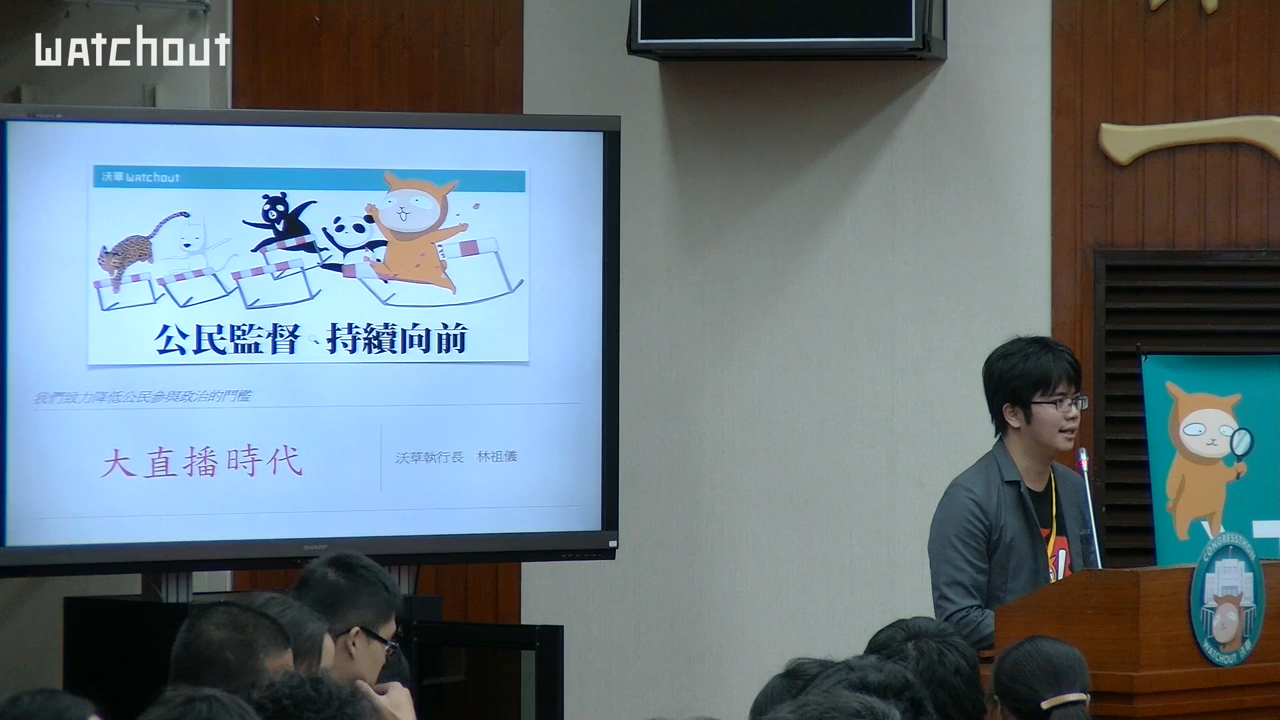 WATCHOUT
沃草 WATCHOUT
公民監督、持續向前
我們致力降低公民參與政治的門檻
大直播時代
沃草執行長 林祖儀
SHARP
WATCHOUT